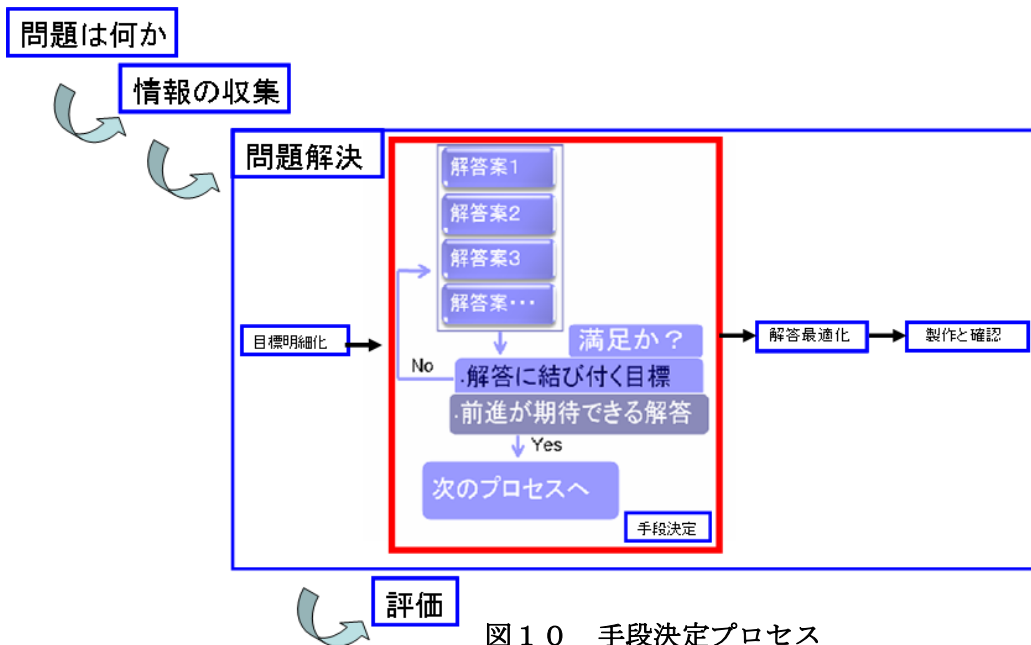 問題は何か
情報の収集
問題解決
解答案1
解答案2
解答案3
解答案･･･
目標明細化
No
満足か？
.解答に結び付く目標
.前進が期待できる解答
Yes
次のプロセスへ
手段決定
解答最適化
製作と確認
評価
図１０　手段決定プロセス